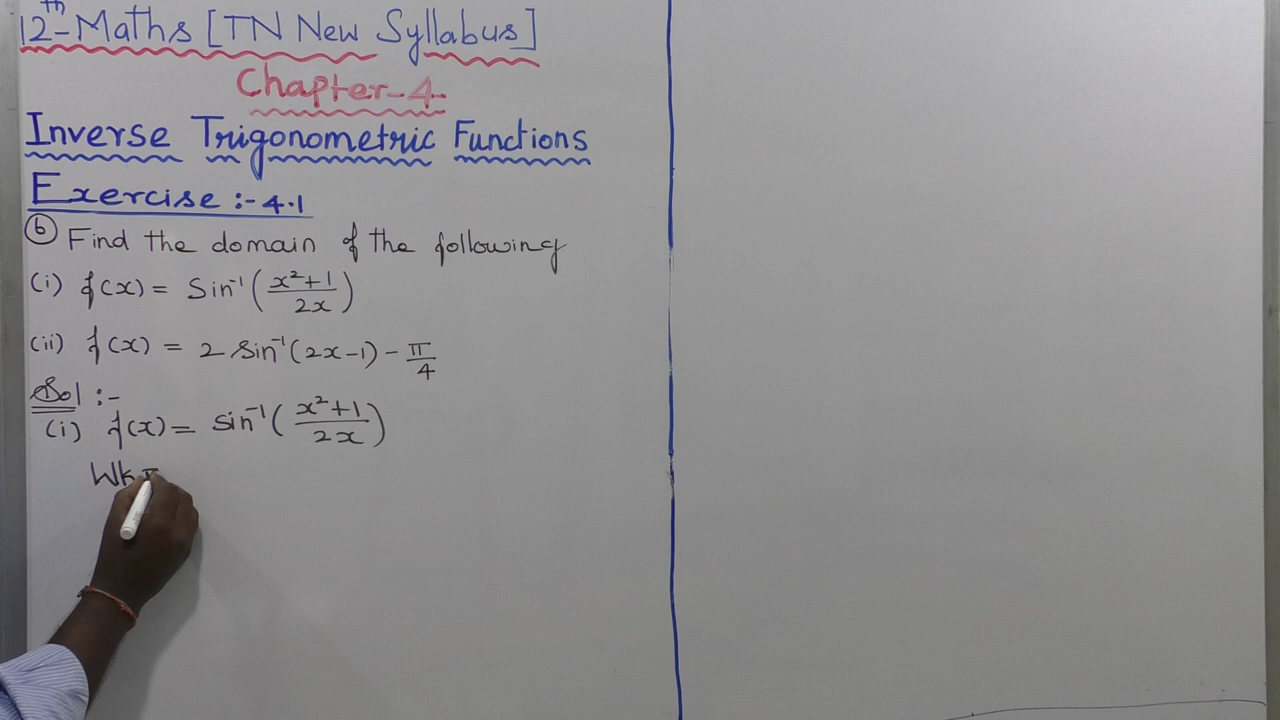 12th Maths [TN New Syllabus]
Chapter-4
Inverse Trigonometric Functions
Exercise :- 4.1
⑥ Find the domain of the following
(i) f(x) = Sin⁻¹(x²+1/2x)
(ii) f(x) = 2 Sin⁻¹(2x-1) - π/4
Sol :-
(i) f(x) = sin⁻¹(x²+1/2x)